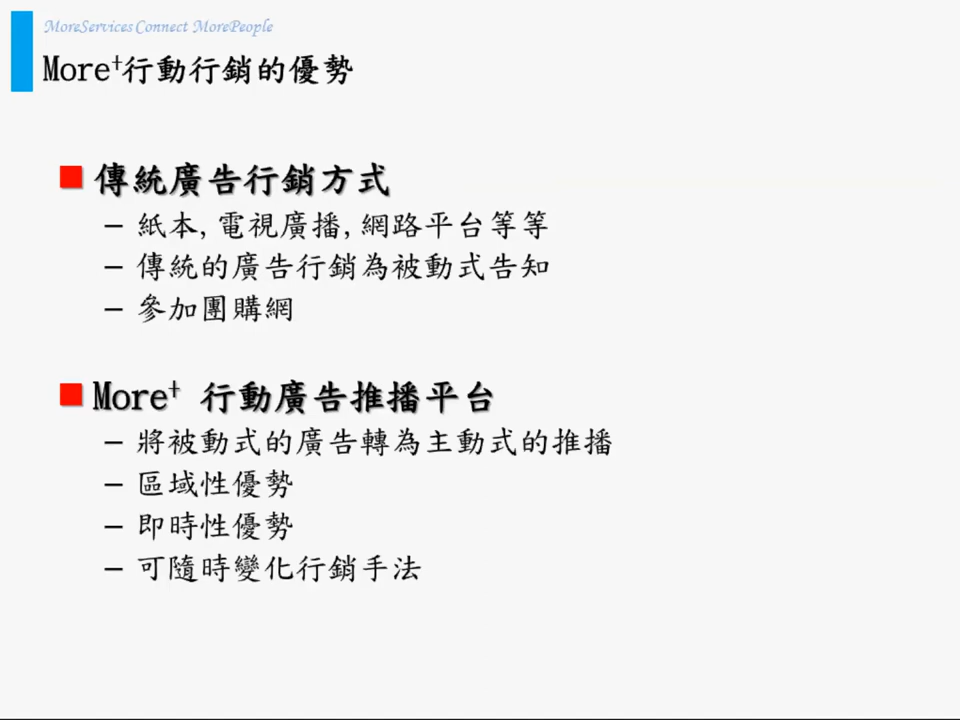 MoreServices Connect MorePeople
More⁺行動行銷的優勢
傳統廣告行銷方式
– 紙本,電視廣播,網路平台等等
– 傳統的廣告行銷為被動式告知
– 參加團購網
More⁺ 行動廣告推播平台
– 將被動式的廣告轉為主動式的推播
– 區域性優勢
– 即時性優勢
– 可隨時變化行銷手法